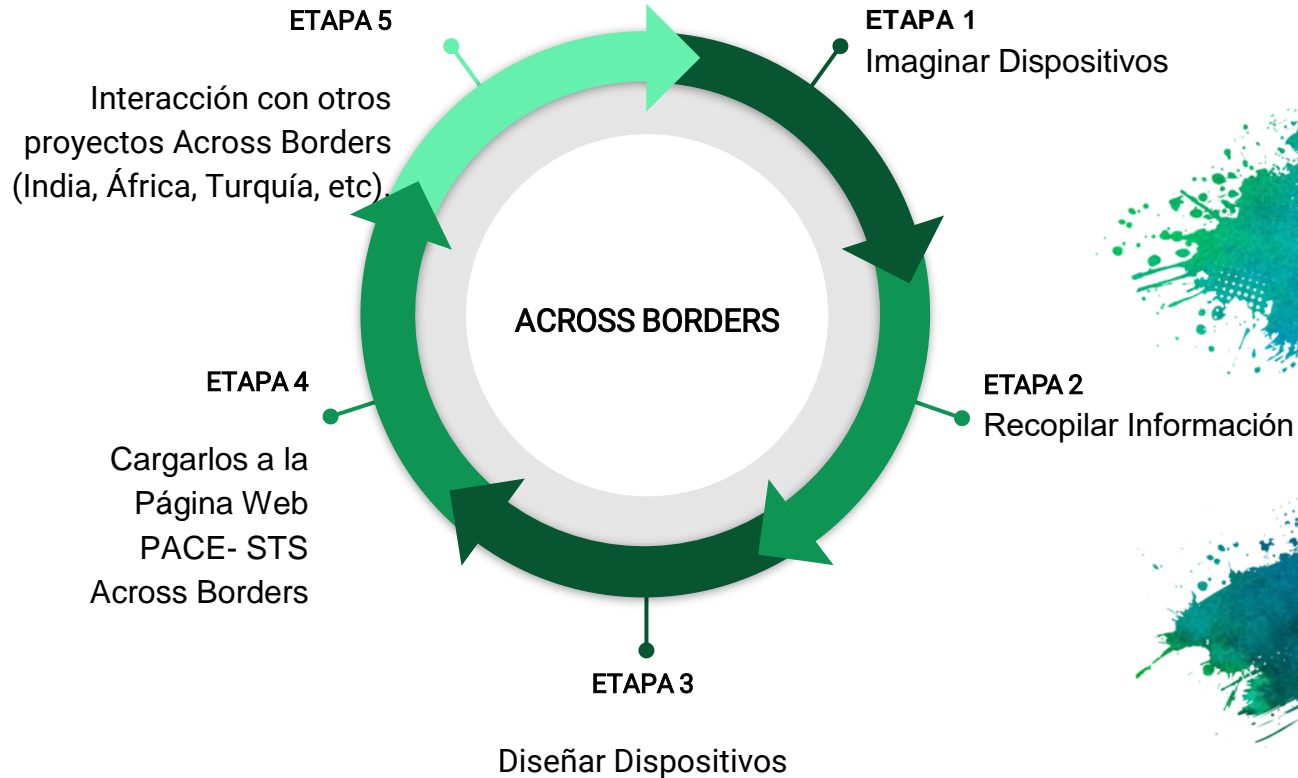 ETAPA 1
Imaginar Dispositivos
ETAPA 2
Recopilar Información
ETAPA 3
Diseñar Dispositivos
ETAPA 4
Cargarlos a la
Página Web
PACE- STS
Across Borders
ETAPA 5
Interacción con otros
proyectos Across Borders
(India, África, Turquía, etc).
ACROSS BORDERS